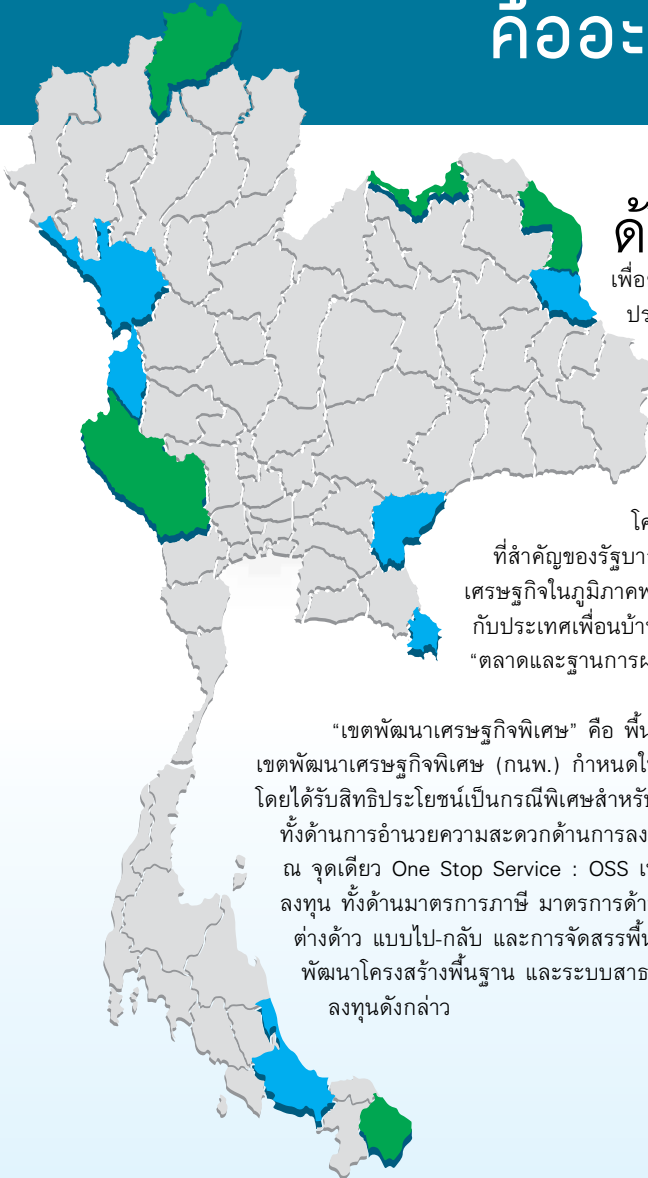 คืออะ
ด้
เพื่อ
ปร
โค
ที่สำคัญของรัฐบา
เศรษฐกิจในภูมิภาคพ
กับประเทศเพื่อนบ้า
“ตลาดและฐานการผ
“เขตพัฒนาเศรษฐกิจพิเศษ” คือ พื้น
เขตพัฒนาเศรษฐกิจพิเศษ (กนพ.) กำหนดใ
โดยได้รับสิทธิประโยชน์เป็นกรณีพิเศษสำหรับ
ทั้งด้านการอำนวยความสะดวกด้านการลง
ณ จุดเดียว One Stop Service : OSS เ
ลงทุน ทั้งด้านมาตรการภาษี มาตรการด้า
ต่างด้าว แบบไป-กลับ และการจัดสรรพื้น
พัฒนาโครงสร้างพื้นฐาน และระบบสาธ
ลงทุนดังกล่าว